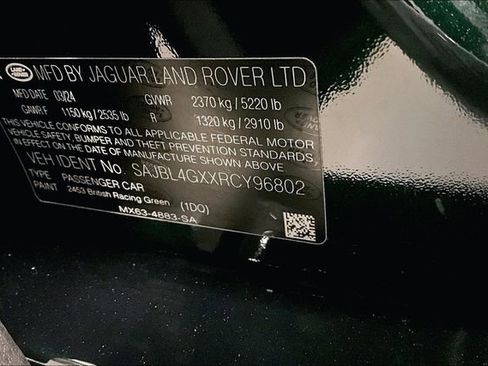 LAND ROVER
MFD BY JAGUAR LAND ROVER LTD
MFD DATE 03/24 GVWR 2370 kg / 5220 lb
GAWR F 1150 kg / 2535 lb R 1320 kg / 2910 lb
THIS VEHICLE CONFORMS TO ALL APPLICABLE FEDERAL MOTOR
VEHICLE SAFETY, BUMPER AND THEFT PREVENTION STANDARDS,
IN EFFECT ON THE DATE OF MANUFACTURE SHOWN ABOVE.
VEH IDENT No. SAJBL4GXXRCY96802
TYPE PASSENGER CAR
PAINT 2453 British Racing Green (1DO)
MX63-4883-SA